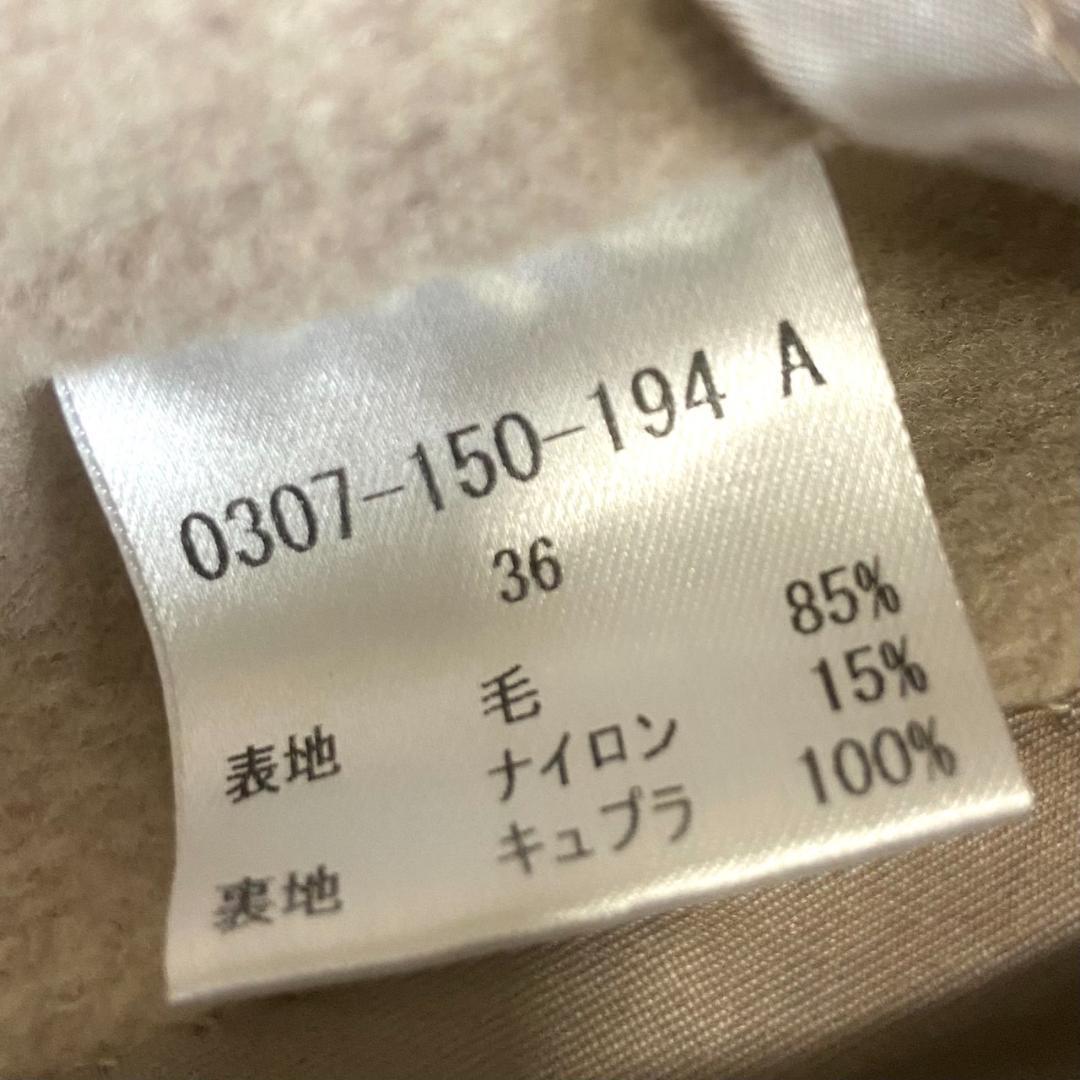 0307-150-194 A
36
表地 毛 85%
ナイロン 15%
裏地 キュプラ 100%